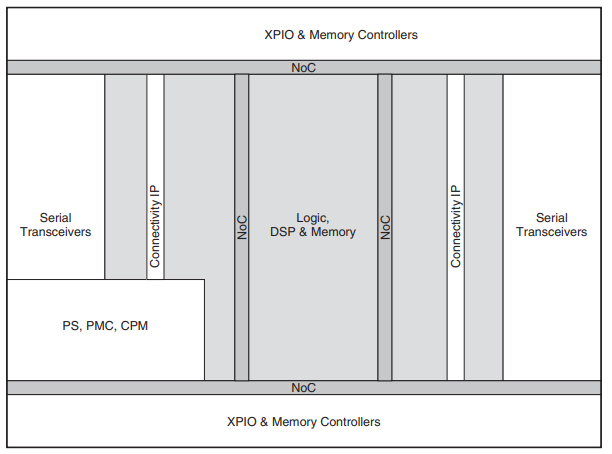 XPIO & Memory Controllers
NoC
Serial
Transceivers
Connectivity IP
NoC
Logic,
DSP & Memory
NoC
Connectivity IP
Serial
Transceivers
PS, PMC, CPM
NoC
XPIO & Memory Controllers